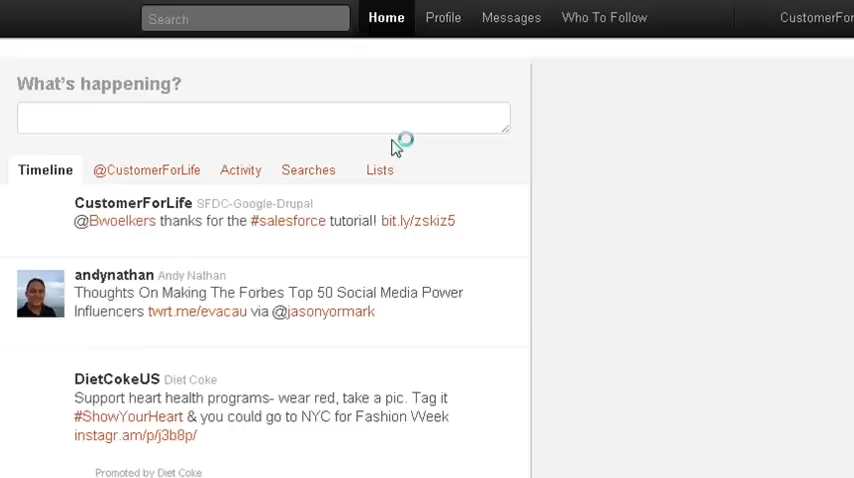 Search Home Profile Messages Who To Follow CustomerFor
What's happening?
Timeline @CustomerForLife Activity Searches Lists
CustomerForLife SFDC-Google-Drupal
@Bwoelkers thanks for the #salesforce tutorial! bit.ly/zskiz5
andynathan Andy Nathan
Thoughts On Making The Forbes Top 50 Social Media Power
Influencers twrt.me/evacau via @jasonyormark
DietCokeUS Diet Coke
Support heart health programs- wear red, take a pic. Tag it
#ShowYourHeart & you could go to NYC for Fashion Week
instagr.am/p/j3b8p/
Promoted by Diet Coke